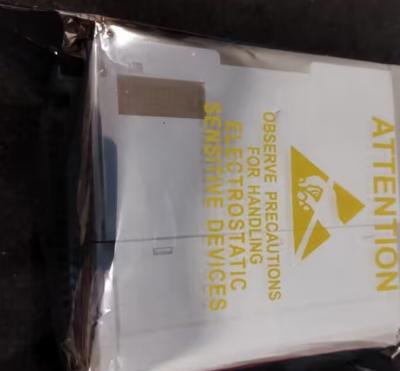 ATTENTION
OBSERVE PRECAUTIONS
FOR HANDLING
ELECTROSTATIC
SENSITIVE DEVICES